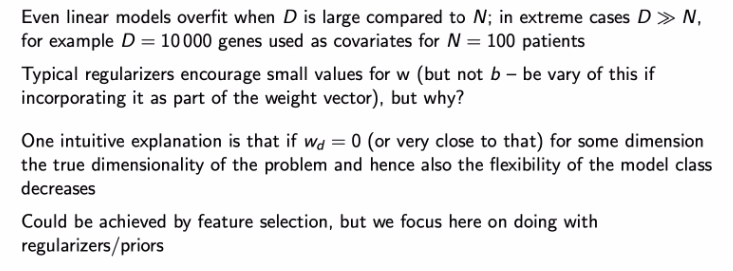 Even linear models overfit when D is large compared to N; in extreme cases D ≫ N,
for example D = 10 000 genes used as covariates for N = 100 patients
Typical regularizers encourage small values for w (but not b – be vary of this if
incorporating it as part of the weight vector), but why?
One intuitive explanation is that if w_d = 0 (or very close to that) for some dimension
the true dimensionality of the problem and hence also the flexibility of the model class
decreases
Could be achieved by feature selection, but we focus here on doing with
regularizers/priors